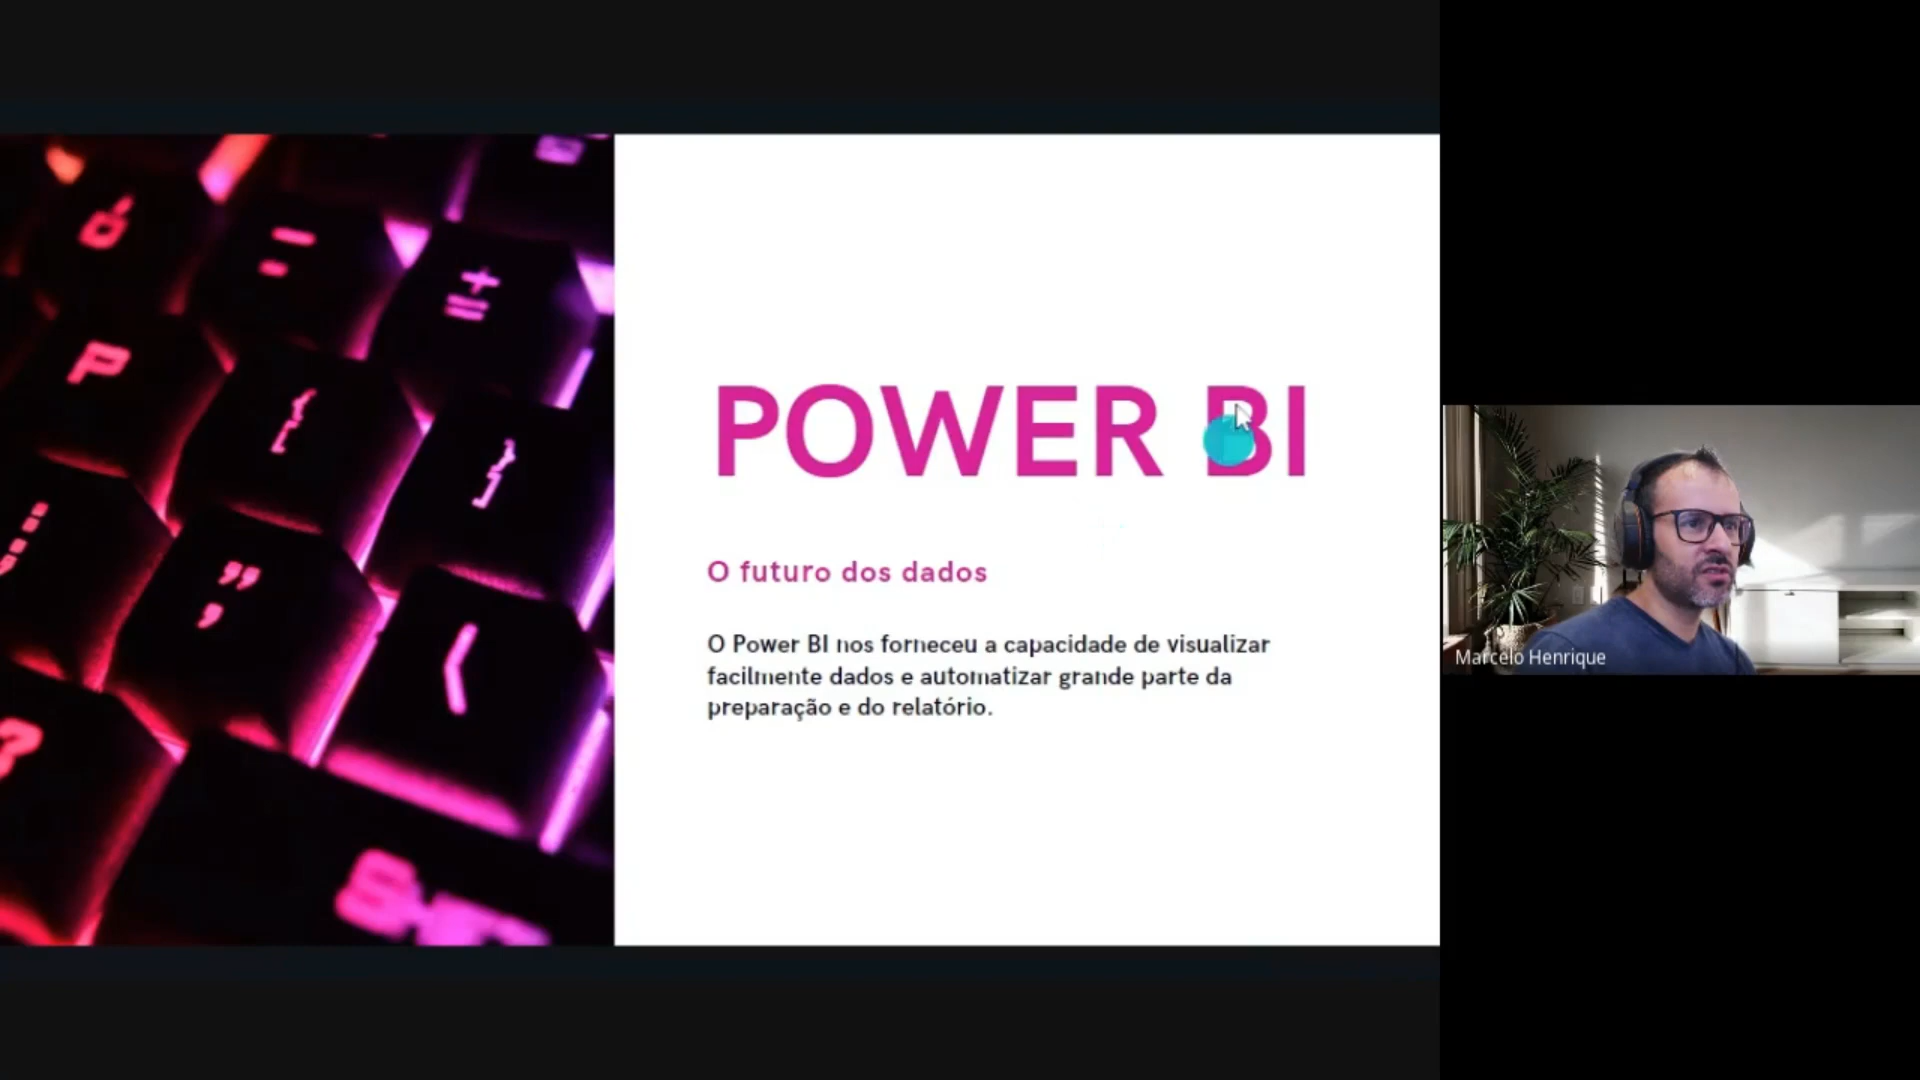 POWER BI
O futuro dos dados
O Power BI nos forneceu a capacidade de visualizar
facilmente dados e automatizar grande parte da
preparação e do relatório.
Marcelo Henrique
P